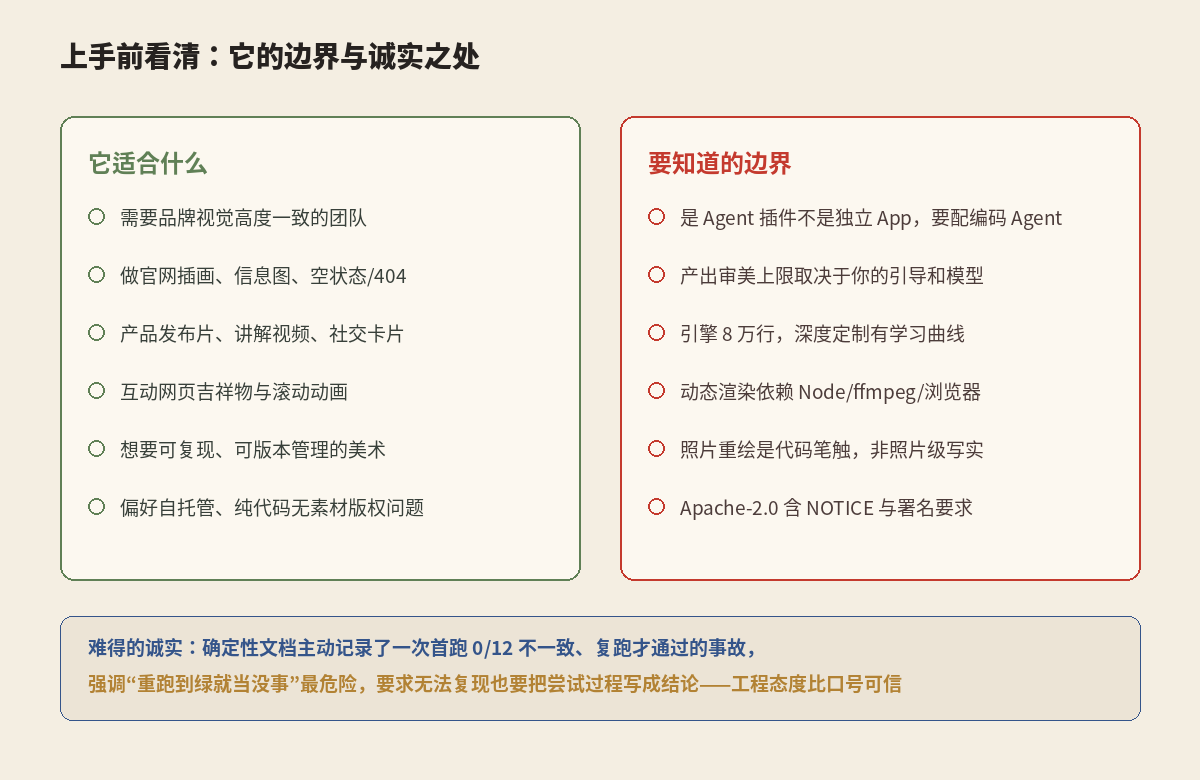 上手前看清：它的边界与诚实之处
它适合什么
需要品牌视觉高度一致的团队
做官网插画、信息图、空状态/404
产品发布片、讲解视频、社交卡片
互动网页吉祥物与滚动动画
想要可复现、可版本管理的美术
偏好自托管、纯代码无素材版权问题
要知道的边界
是 Agent 插件不是独立 App，要配编码 Agent
产出审美上限取决于你的引导和模型
引擎 8 万行，深度定制有学习曲线
动态渲染依赖 Node/ffmpeg/浏览器
照片重绘是代码笔触，非照片级写实
Apache-2.0 含 NOTICE 与署名要求
难得的诚实：确定性文档主动记录了一次首跑 0/12 不一致、复跑才通过的事故，
强调“重跑到绿就当没事”最危险，要求无法复现也要把尝试过程写成结论——工程态度比口号可信